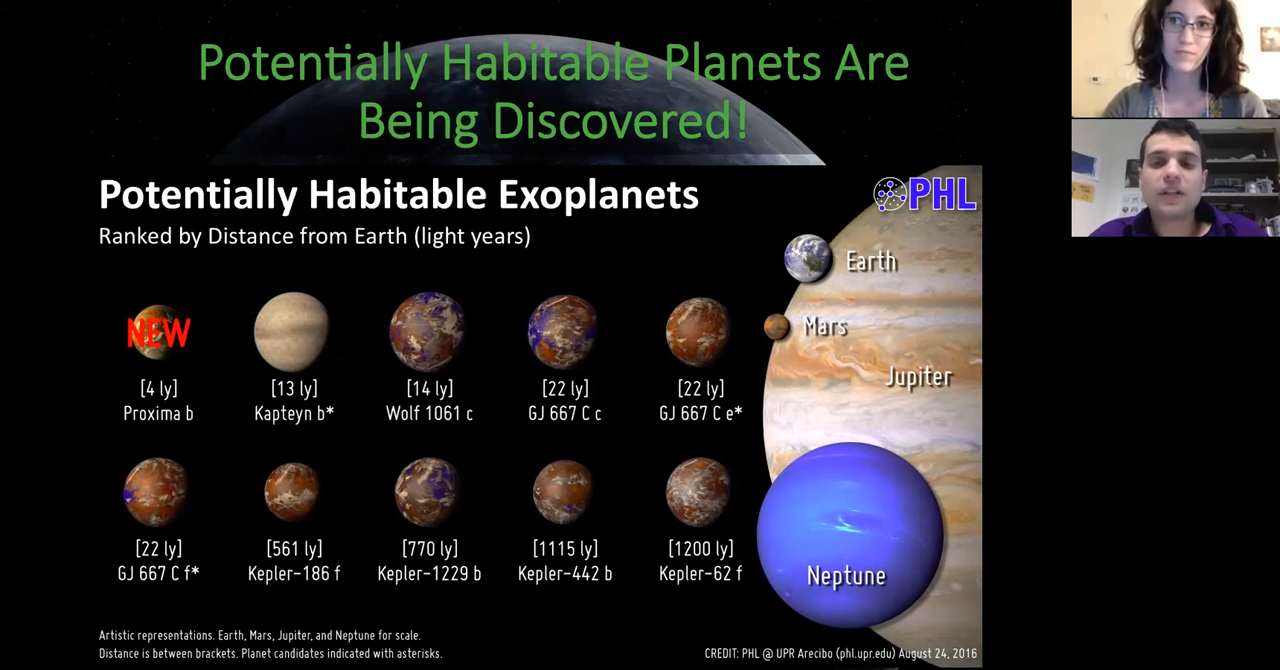 Potentially Habitable Planets Are
Being Discovered!
Potentially Habitable Exoplanets
Ranked by Distance from Earth (light years)
PHL
Earth
Mars
Jupiter
Neptune
NEW
[4 ly]
Proxima b
[13 ly]
Kapteyn b*
[14 ly]
Wolf 1061 c
[22 ly]
GJ 667 C c
[22 ly]
GJ 667 C e*
[22 ly]
GJ 667 C f*
[561 ly]
Kepler-186 f
[770 ly]
Kepler-1229 b
[1115 ly]
Kepler-442 b
[1200 ly]
Kepler-62 f
Artistic representations. Earth, Mars, Jupiter, and Neptune for scale.
Distance is between brackets. Planet candidates indicated with asterisks.
CREDIT: PHL @ UPR Arecibo (phl.upr.edu) August 24, 2016